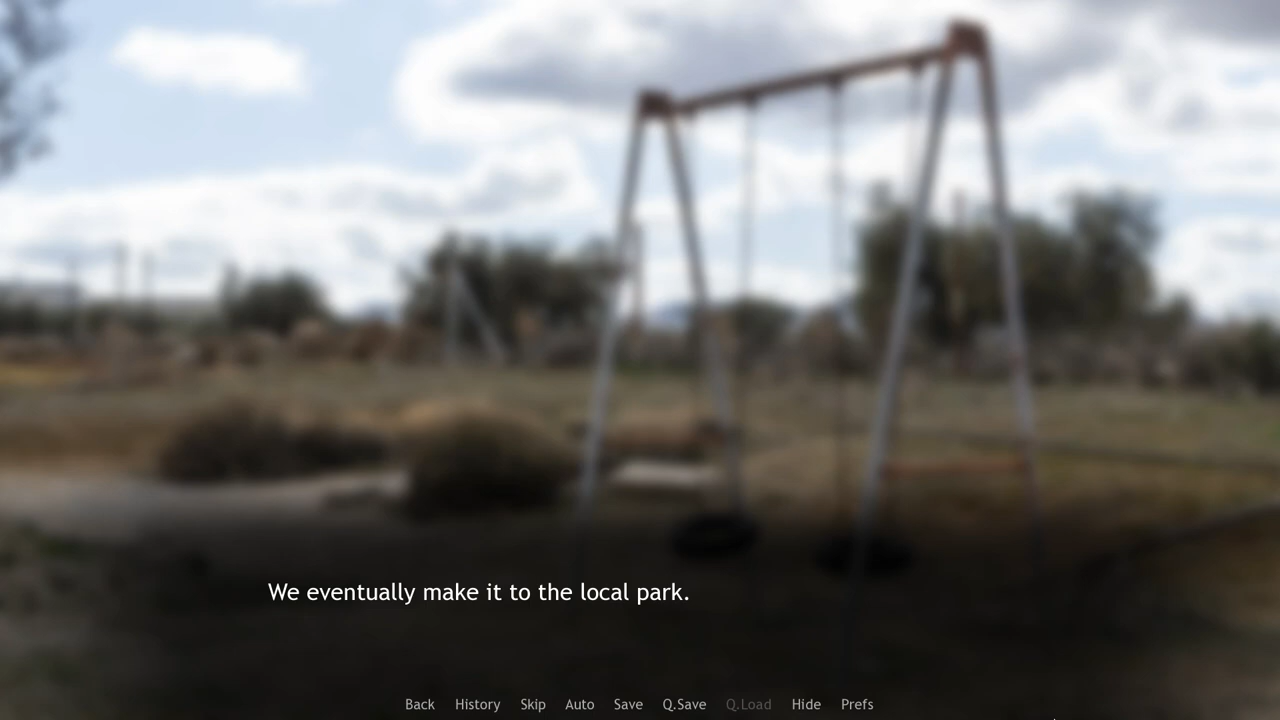 We eventually make it to the local park.
Back History Skip Auto Save Q.Save Q.Load Hide Prefs